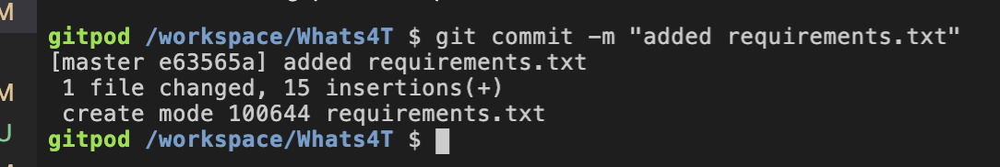 M
gitpod /workspace/Whats4T $ git commit -m "added requirements.txt"
[master e63565a] added requirements.txt
1 file changed, 15 insertions(+)
M
create mode 100644 requirements.txt
U
gitpod /workspace/Whats4T $